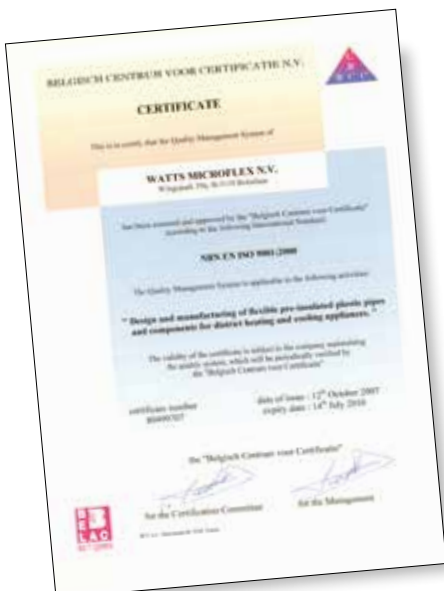 BELGISCH CENTRUM VOOR CERTIFICATIE N.V.
CERTIFICATE
This is to certify that the Quality Management System of
WATTS MICROFLEX N.V.
has been assessed and approved by the "Belgisch Centrum voor Certificatie"
according to the following International Standard:
NBN EN ISO 9001:2000
The Quality Management System is applicable to the following activities:
" Design and manufacturing of flexible pre-insulated plastic pipes
and components for district heating and cooling appliances. "
The validity of the certificate is subject to the company maintaining
the quality system, which will be periodically verified by
the "Belgisch Centrum voor Certificatie"
certificate number
date of issue : 12th October 2007
expiry date : 14th July 2010
the "Belgisch Centrum voor Certificatie"
for the Certification Committee
for the Management
BELAC